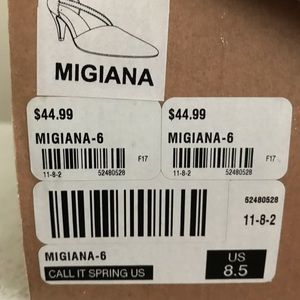 MIGIANA
$44.99
MIGIANA-6
F17
11-8-2 52480528
$44.99
MIGIANA-6
F17
11-8-2 52480528
52480528
11-8-2
MIGIANA-6
CALL IT SPRING US
US
8.5